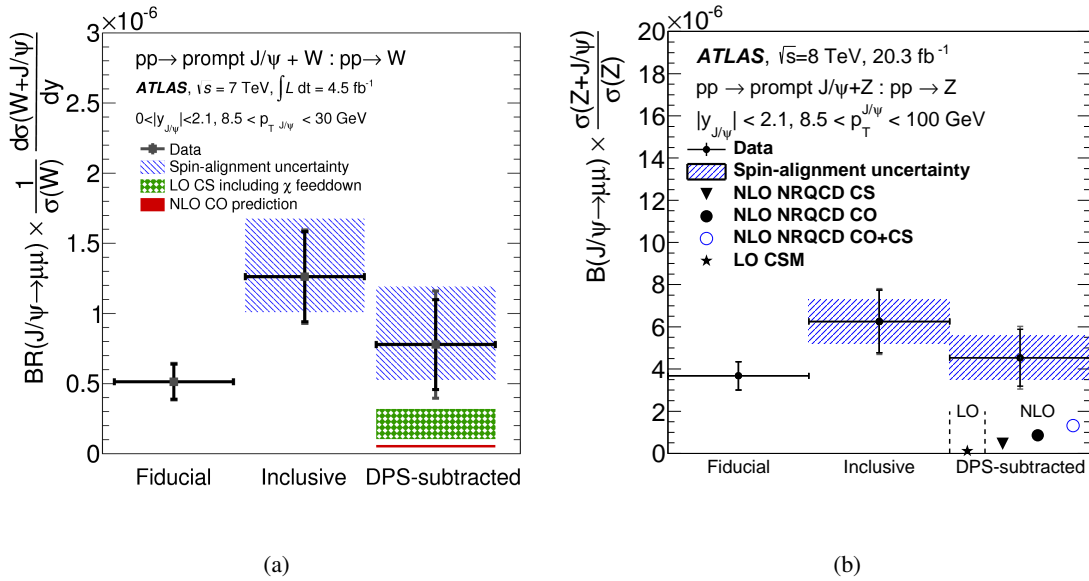 ×10⁻⁶
BR(J/ψ→μμ) × 1/σ(W) dσ(W+J/ψ)/dy
3
2.5
2
1.5
1
0.5
0
pp→ prompt J/ψ + W : pp→ W
ATLAS, √s = 7 TeV, ∫L dt = 4.5 fb⁻¹
0<|y_J/ψ|<2.1, 8.5 < p_T J/ψ < 30 GeV
Data
Spin-alignment uncertainty
LO CS including χ feeddown
NLO CO prediction
Fiducial Inclusive DPS-subtracted
(a)
×10⁻⁶
B(J/ψ→μμ) × σ(Z+J/ψ)/σ(Z)
20
18
16
14
12
10
8
6
4
2
0
ATLAS, √s=8 TeV, 20.3 fb⁻¹
pp → prompt J/ψ+Z : pp → Z
|y_J/ψ| < 2.1, 8.5 < p_T^J/ψ < 100 GeV
Data
Spin-alignment uncertainty
NLO NRQCD CS
NLO NRQCD CO
NLO NRQCD CO+CS
LO CSM
LO NLO
Fiducial Inclusive DPS-subtracted
(b)